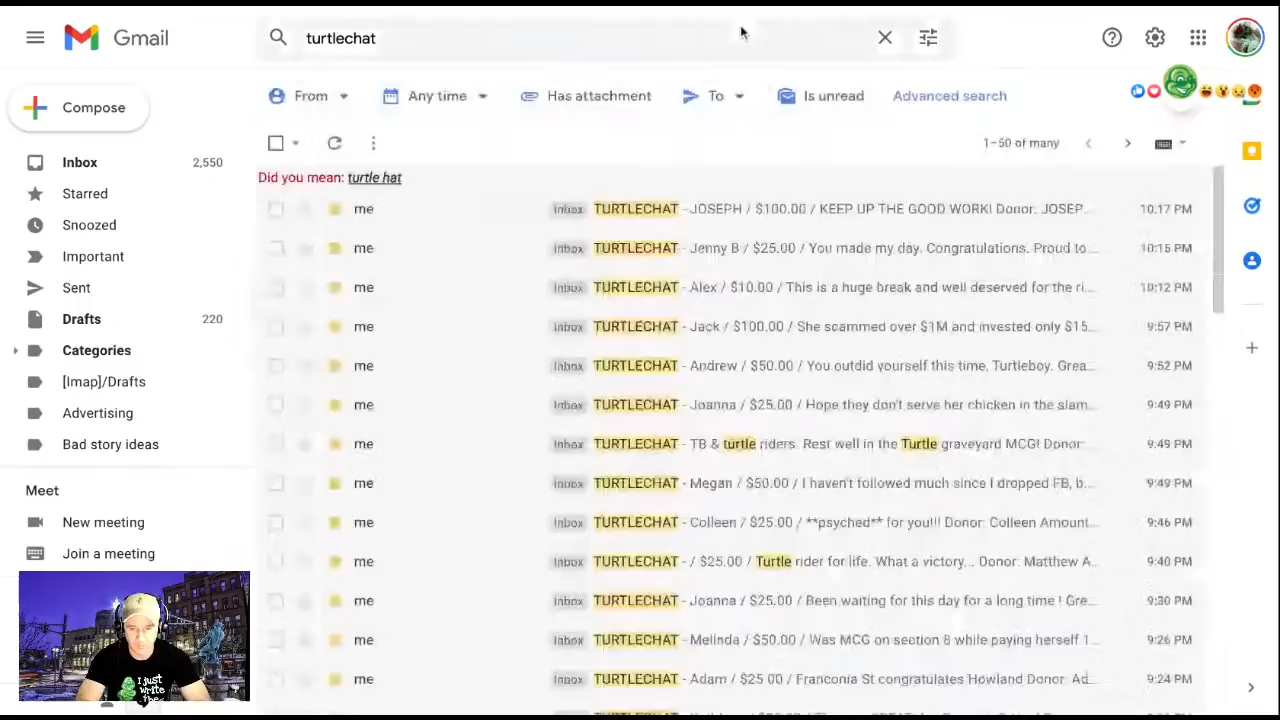 Gmail
turtlechat
Compose
From
Any time
Has attachment
To
Is unread
Advanced search
1–50 of many
Did you mean: turtle hat
Inbox 2,550
Starred
Snoozed
Important
Sent
Drafts 220
Categories
[Imap]/Drafts
Advertising
Bad story ideas
Meet
New meeting
Join a meeting
me Inbox TURTLECHAT - JOSEPH / $100.00 / KEEP UP THE GOOD WORK! Donor: JOSEP... 10:17 PM
me Inbox TURTLECHAT - Jenny B / $25.00 / You made my day. Congratulations. Proud to ... 10:15 PM
me Inbox TURTLECHAT - Alex / $10.00 / This is a huge break and well deserved for the ri... 10:12 PM
me Inbox TURTLECHAT - Jack / $100.00 / She scammed over $1M and invested only $15... 9:57 PM
me Inbox TURTLECHAT - Andrew / $50.00 / You outdid yourself this time, Turtleboy. Grea... 9:52 PM
me Inbox TURTLECHAT - Joanna / $25.00 / Hope they don't serve her chicken in the slam... 9:49 PM
me Inbox TURTLECHAT - TB & turtle riders. Rest well in the Turtle graveyard MCG! Donor: 9:49 PM
me Inbox TURTLECHAT - Megan / $50.00 / I haven't followed much since I dropped FB, b... 9:49 PM
me Inbox TURTLECHAT - Colleen / $25.00 / **psyched** for you!!! Donor: Colleen Amount... 9:46 PM
me Inbox TURTLECHAT - / $25.00 / Turtle rider for life. What a victory... Donor: Matthew A... 9:40 PM
me Inbox TURTLECHAT - Joanna / $25.00 / Been waiting for this day for a long time ! Gre... 9:30 PM
me Inbox TURTLECHAT - Melinda / $50.00 / Was MCG on section 8 while paying herself 1... 9:26 PM
me Inbox TURTLECHAT - Adam / $25.00 / Franconia St congratulates Howland Donor: Ad... 9:24 PM
I just
write
the